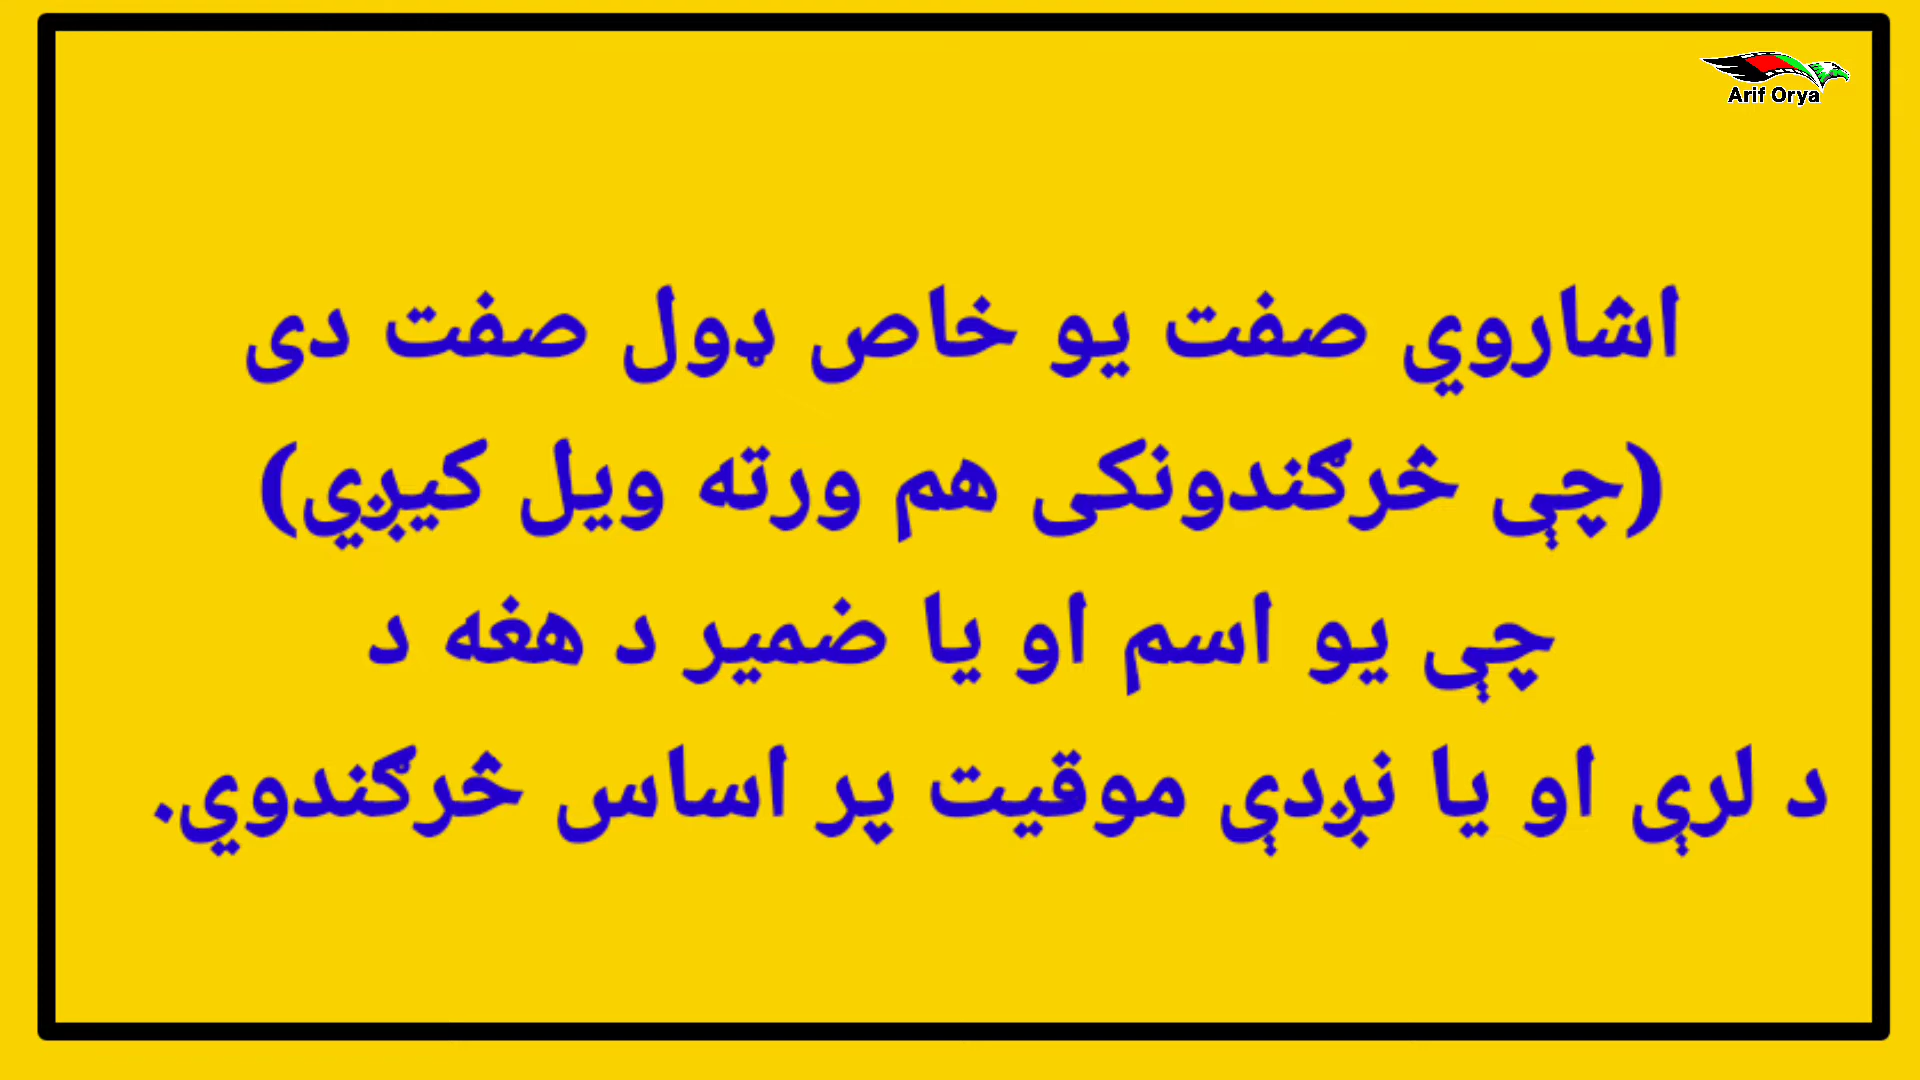 Arif Orya
اشاروي صفت یو خاص ډول صفت دی
(چې څرګندونکی هم ورته ویل کیږي)
چې یو اسم او یا ضمیر د هغه د
د لرې او یا نږدې موقیت پر اساس څرګندوي.